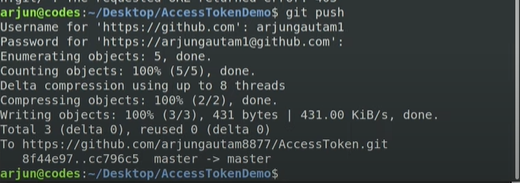 arjun@codes:~/Desktop/AccessTokenDemo$ git push
Username for 'https://github.com': arjungautam1
Password for 'https://arjungautam1@github.com':
Enumerating objects: 5, done.
Counting objects: 100% (5/5), done.
Delta compression using up to 8 threads
Compressing objects: 100% (2/2), done.
Writing objects: 100% (3/3), 431 bytes | 431.00 KiB/s, done.
Total 3 (delta 0), reused 0 (delta 0)
To https://github.com/arjungautam8877/AccessToken.git
   8f44e97..cc796c5  master -> master
arjun@codes:~/Desktop/AccessTokenDemo$